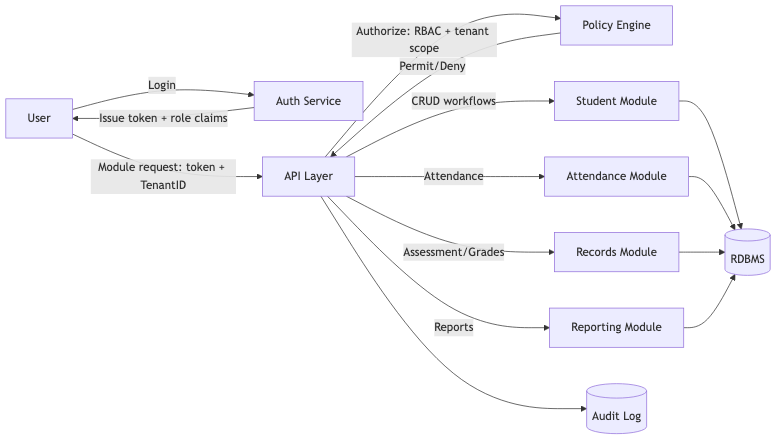 Authorize: RBAC + tenant
scope
Policy Engine
Permit/Deny
Login
Auth Service
CRUD workflows
Student Module
User
Issue token + role claims
Module request: token +
TenantID
API Layer
Attendance
Attendance Module
Assessment/Grades
Records Module
RDBMS
Reports
Reporting Module
Audit Log